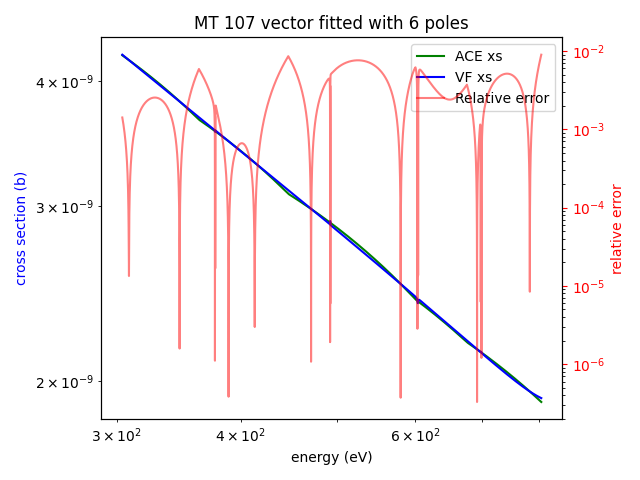 MT 107 vector fitted with 6 poles
ACE xs
VF xs
Relative error
4 × 10⁻⁹
3 × 10⁻⁹
2 × 10⁻⁹
cross section (b)
10⁻²
10⁻³
10⁻⁴
10⁻⁵
10⁻⁶
relative error
3 × 10² 4 × 10² 6 × 10²
energy (eV)